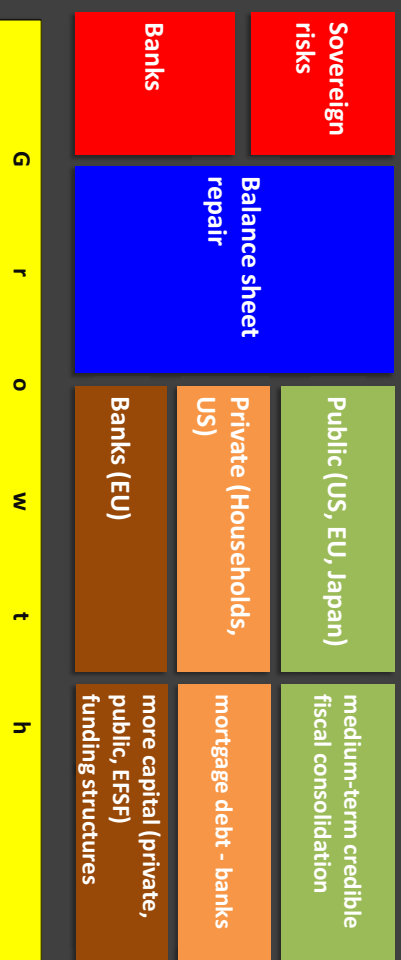 Sovereign
risks
Banks
Balance sheet
repair
Public (US, EU, Japan)
Private (Households,
US)
Banks (EU)
medium-term credible
fiscal consolidation
mortgage debt - banks
more capital (private,
public, EFSF)
funding structures
G r o w t h